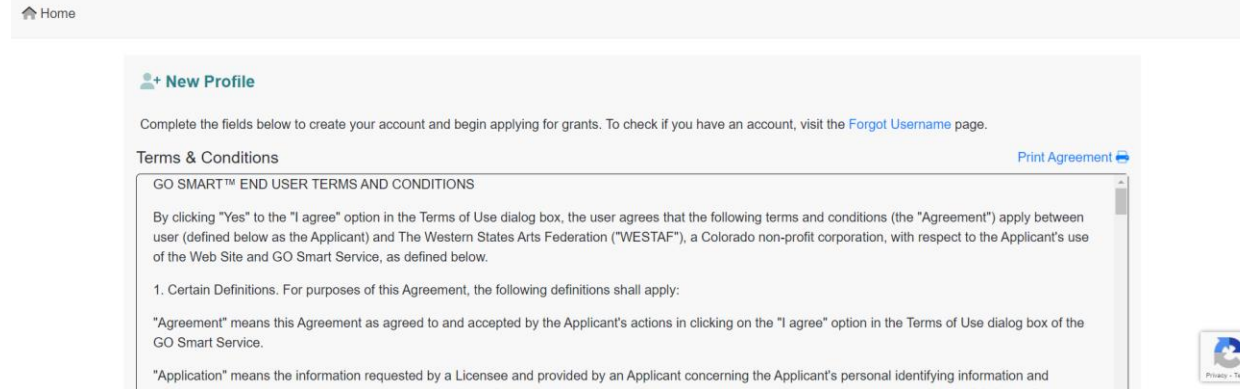 Home
New Profile
Complete the fields below to create your account and begin applying for grants. To check if you have an account, visit the Forgot Username page.
Terms & Conditions
Print Agreement
GO SMART™ END USER TERMS AND CONDITIONS
By clicking "Yes" to the "I agree" option in the Terms of Use dialog box, the user agrees that the following terms and conditions (the "Agreement") apply between
user (defined below as the Applicant) and The Western States Arts Federation ("WESTAF"), a Colorado non-profit corporation, with respect to the Applicant's use
of the Web Site and GO Smart Service, as defined below.
1. Certain Definitions. For purposes of this Agreement, the following definitions shall apply:
"Agreement" means this Agreement as agreed to and accepted by the Applicant's actions in clicking on the "I agree" option in the Terms of Use dialog box of the
GO Smart Service.
"Application" means the information requested by a Licensee and provided by an Applicant concerning the Applicant's personal identifying information and
Privacy - Te